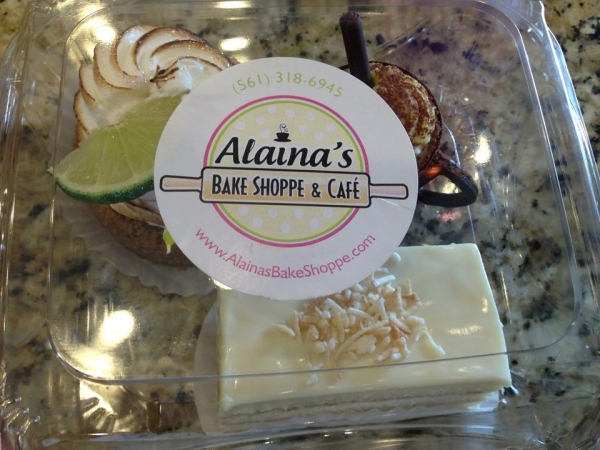 (561) 318-6945
Alaina's
BAKE SHOPPE & CAFÉ
www.AlainasBakeShoppe.com